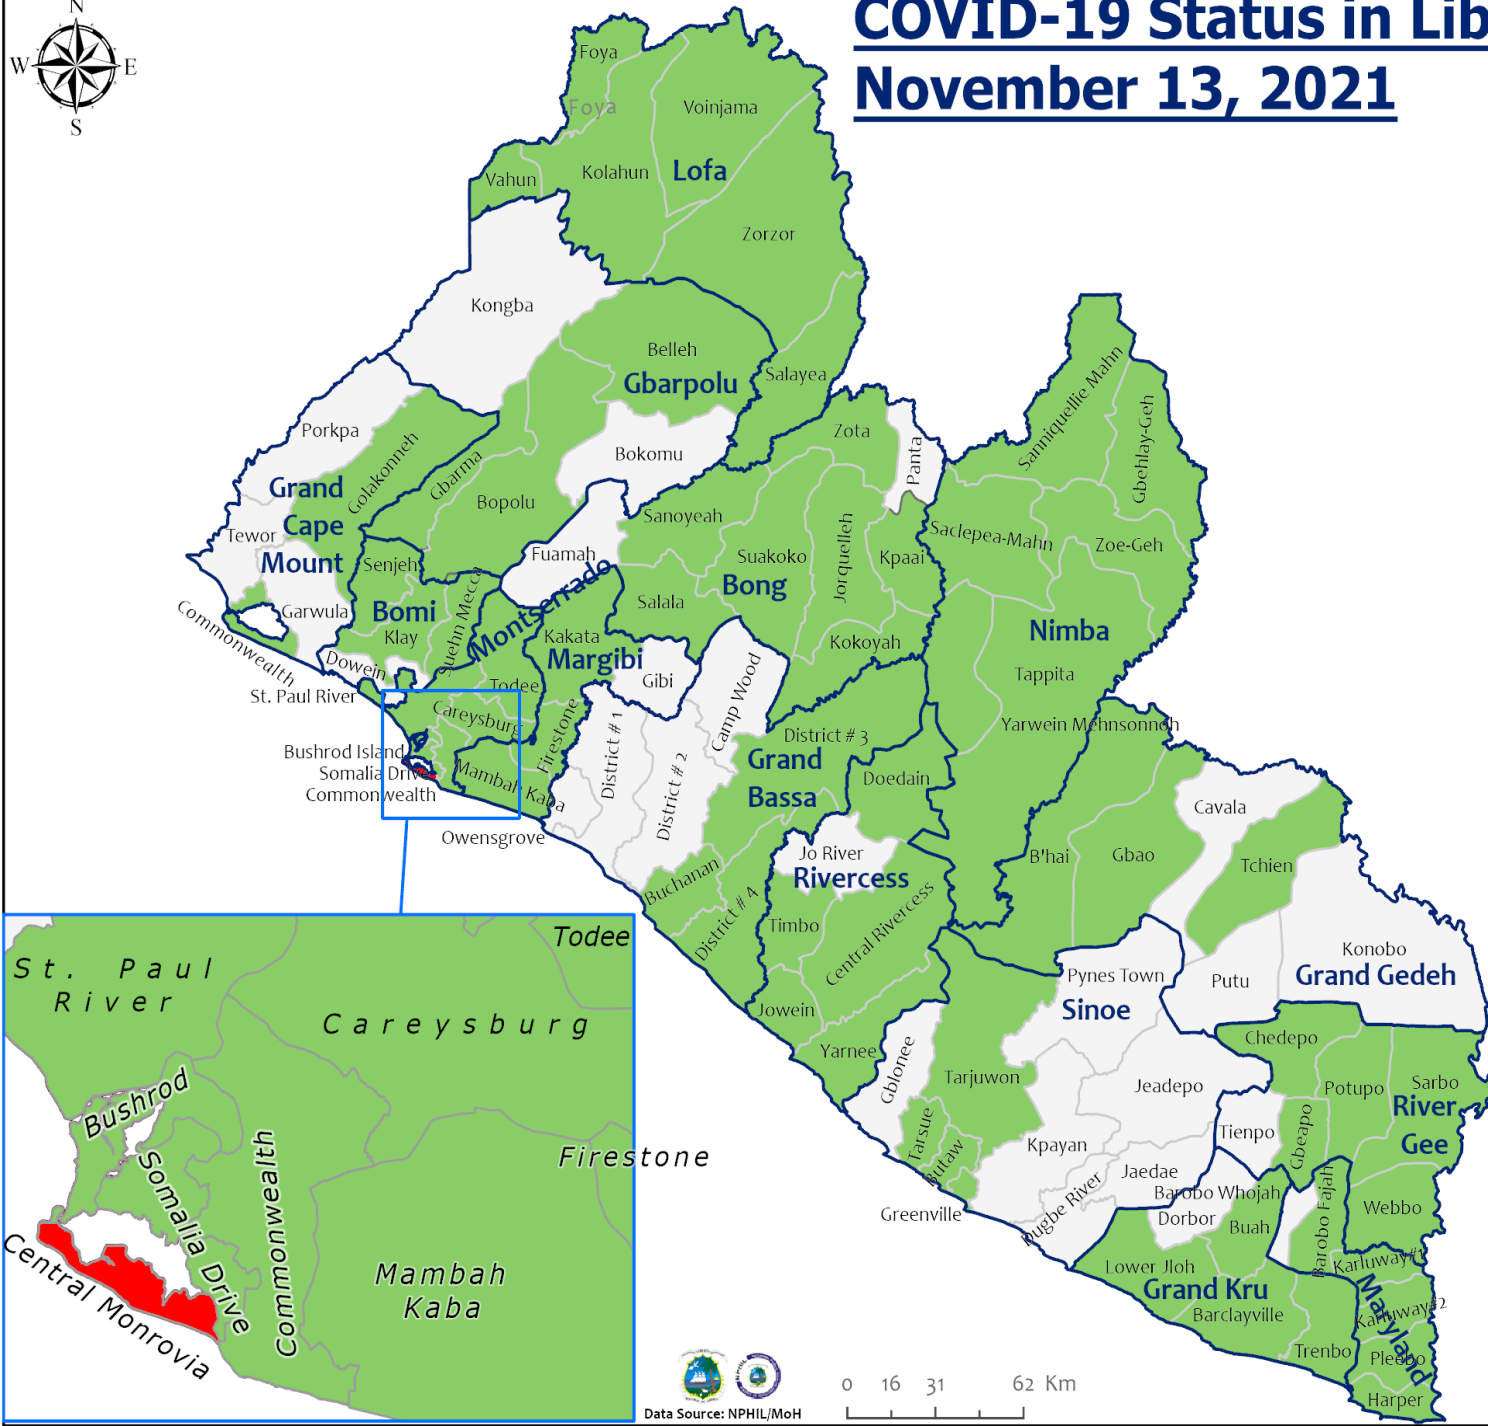 COVID-19 Status in Lib
November 13, 2021
N
W
E
S
Foya
Foya
Voinjama
Vahun
Kolahun
Lofa
Zorzor
Kongba
Belleh
Gbarpolu
Salayea
Porkpa
Golakonneh
Gbarma
Bokomu
Zota
Panta
Sanniquellie Mahn
Gbehlay-Geh
Grand
Cape
Mount
Tewor
Bopolu
Sanoyeah
Fuamah
Suakoko
Jorquelleh
Kpaai
Saclepea-Mahn
Zoe-Geh
Senjeh
Bong
Garwula
Bomi
Klay
Suehn Mecca
Montserrado
Salala
Kakata
Margibi
Kokoyah
Nimba
Commonwealth
Dowein
St. Paul River
Todee
Gibi
Camp Wood
Tappita
Careysburg
Firestone
District # 1
District # 2
District # 3
Yarwein Mehnsonnoh
Bushrod Island
Somalia Drive
Commonwealth
Mambah Kaba
Grand
Bassa
Doedain
Owensgrove
Cavala
Jo River
Rivercess
B'hai
Gbao
Tchien
Buchanan
District # 4
Timbo
Central Rivercess
Konobo
Grand Gedeh
Pynes Town
Sinoe
Putu
Jowein
Yarnee
Gblonee
Tarjuwon
Chedepo
Jeadepo
Potupo
Sarbo
River
Gee
Tarsue
Butaw
Kpayan
Tienpo
Gbeapo
Jaedae
Dugbe River
Barobo Whojah
Barobo Fajah
Greenville
Dorbor
Buah
Webbo
Lower Jloh
Grand Kru
Karluway#1
Barclayville
Karluway#2
Maryland
Trenbo
Pleebo
Harper
St. Paul
River
Todee
Careysburg
Bushrod
Somalia Drive
Commonwealth
Firestone
Central Monrovia
Mambah
Kaba
Data Source: NPHIL/MoH
0 16 31 62 Km